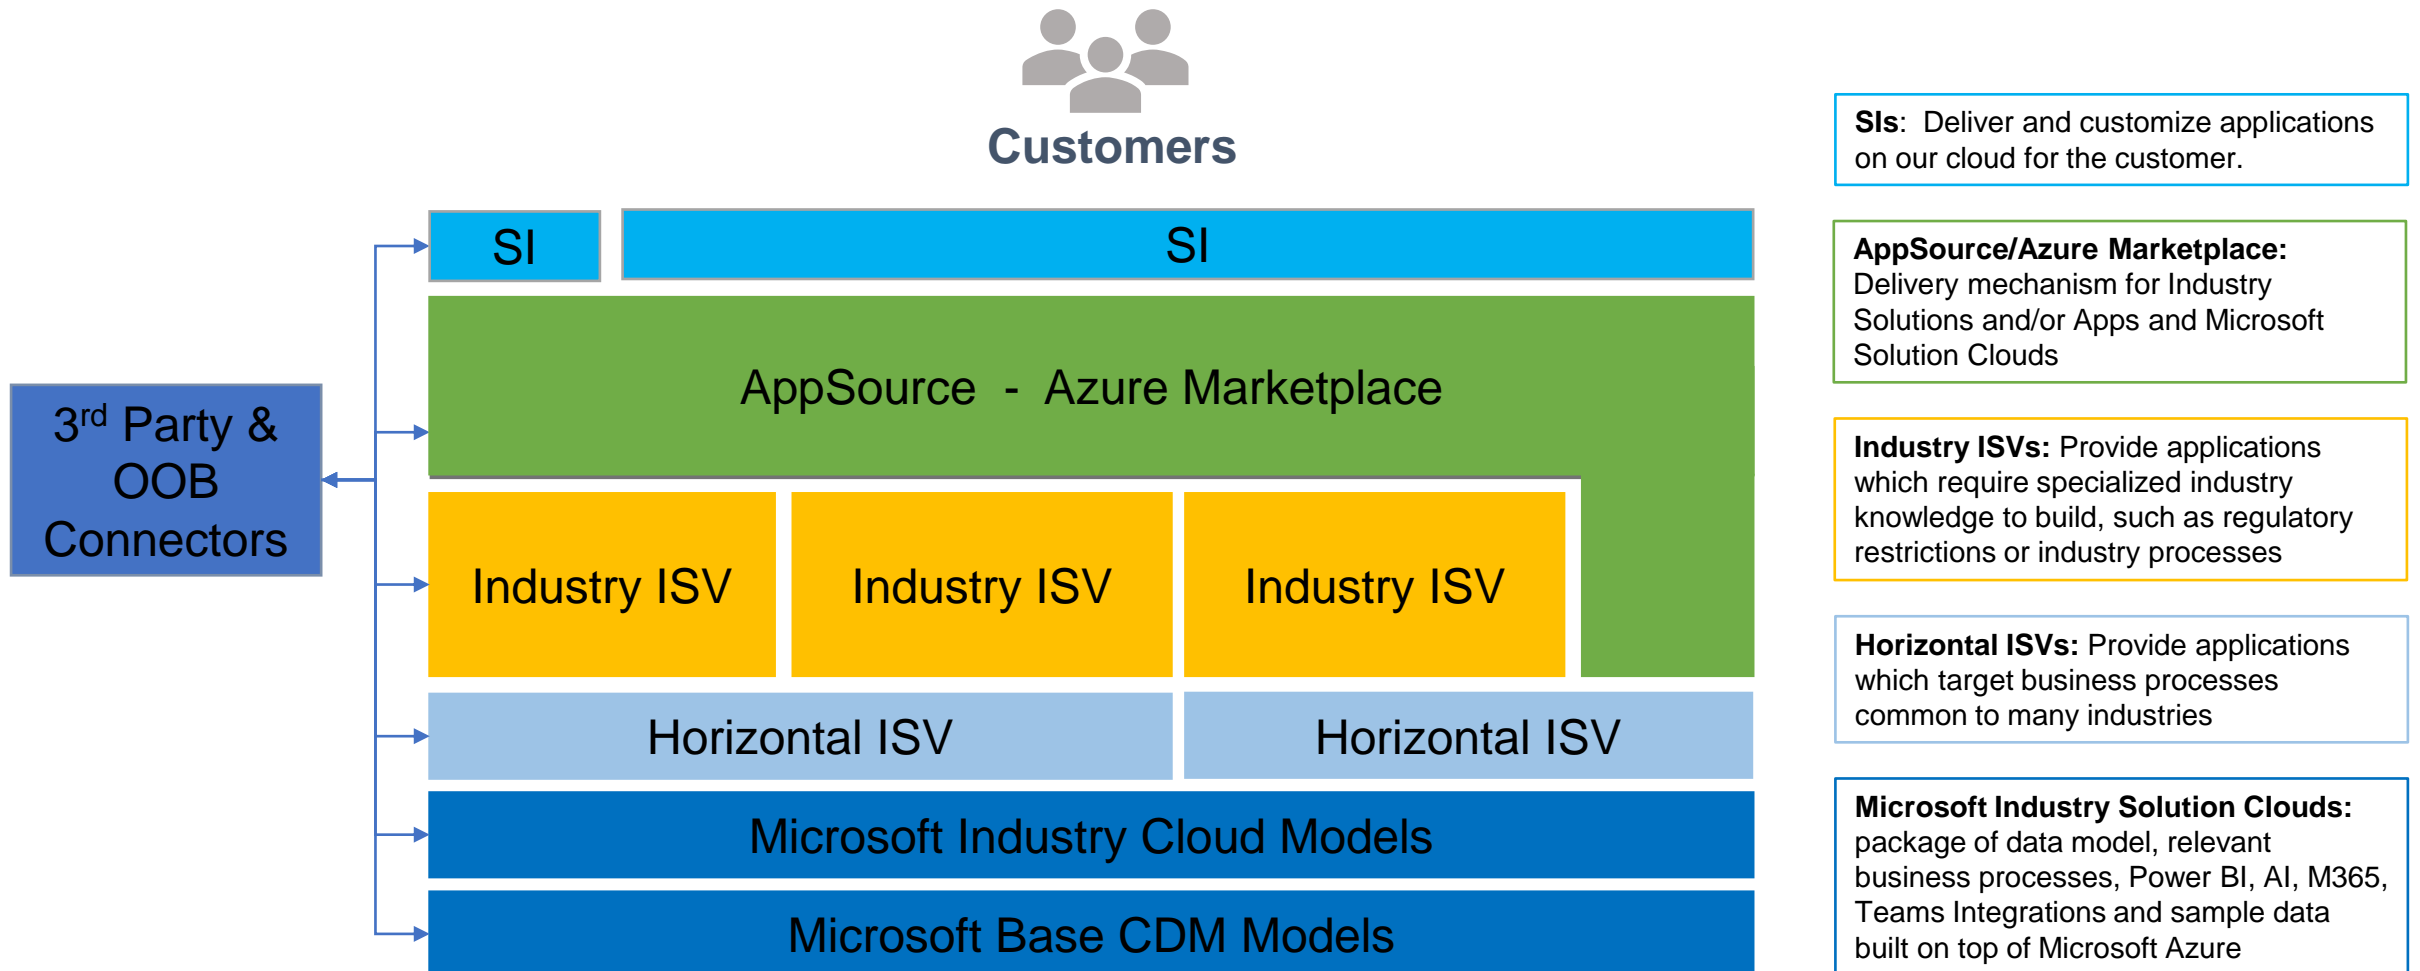 Customers
SI
SI
AppSource - Azure Marketplace
3rd Party &
OOB
Connectors
Industry ISV
Industry ISV
Industry ISV
Horizontal ISV
Horizontal ISV
Microsoft Industry Cloud Models
Microsoft Base CDM Models
SIs: Deliver and customize applications
on our cloud for the customer.
AppSource/Azure Marketplace:
Delivery mechanism for Industry
Solutions and/or Apps and Microsoft
Solution Clouds
Industry ISVs: Provide applications
which require specialized industry
knowledge to build, such as regulatory
restrictions or industry processes
Horizontal ISVs: Provide applications
which target business processes
common to many industries
Microsoft Industry Solution Clouds:
package of data model, relevant
business processes, Power BI, AI, M365,
Teams Integrations and sample data
built on top of Microsoft Azure